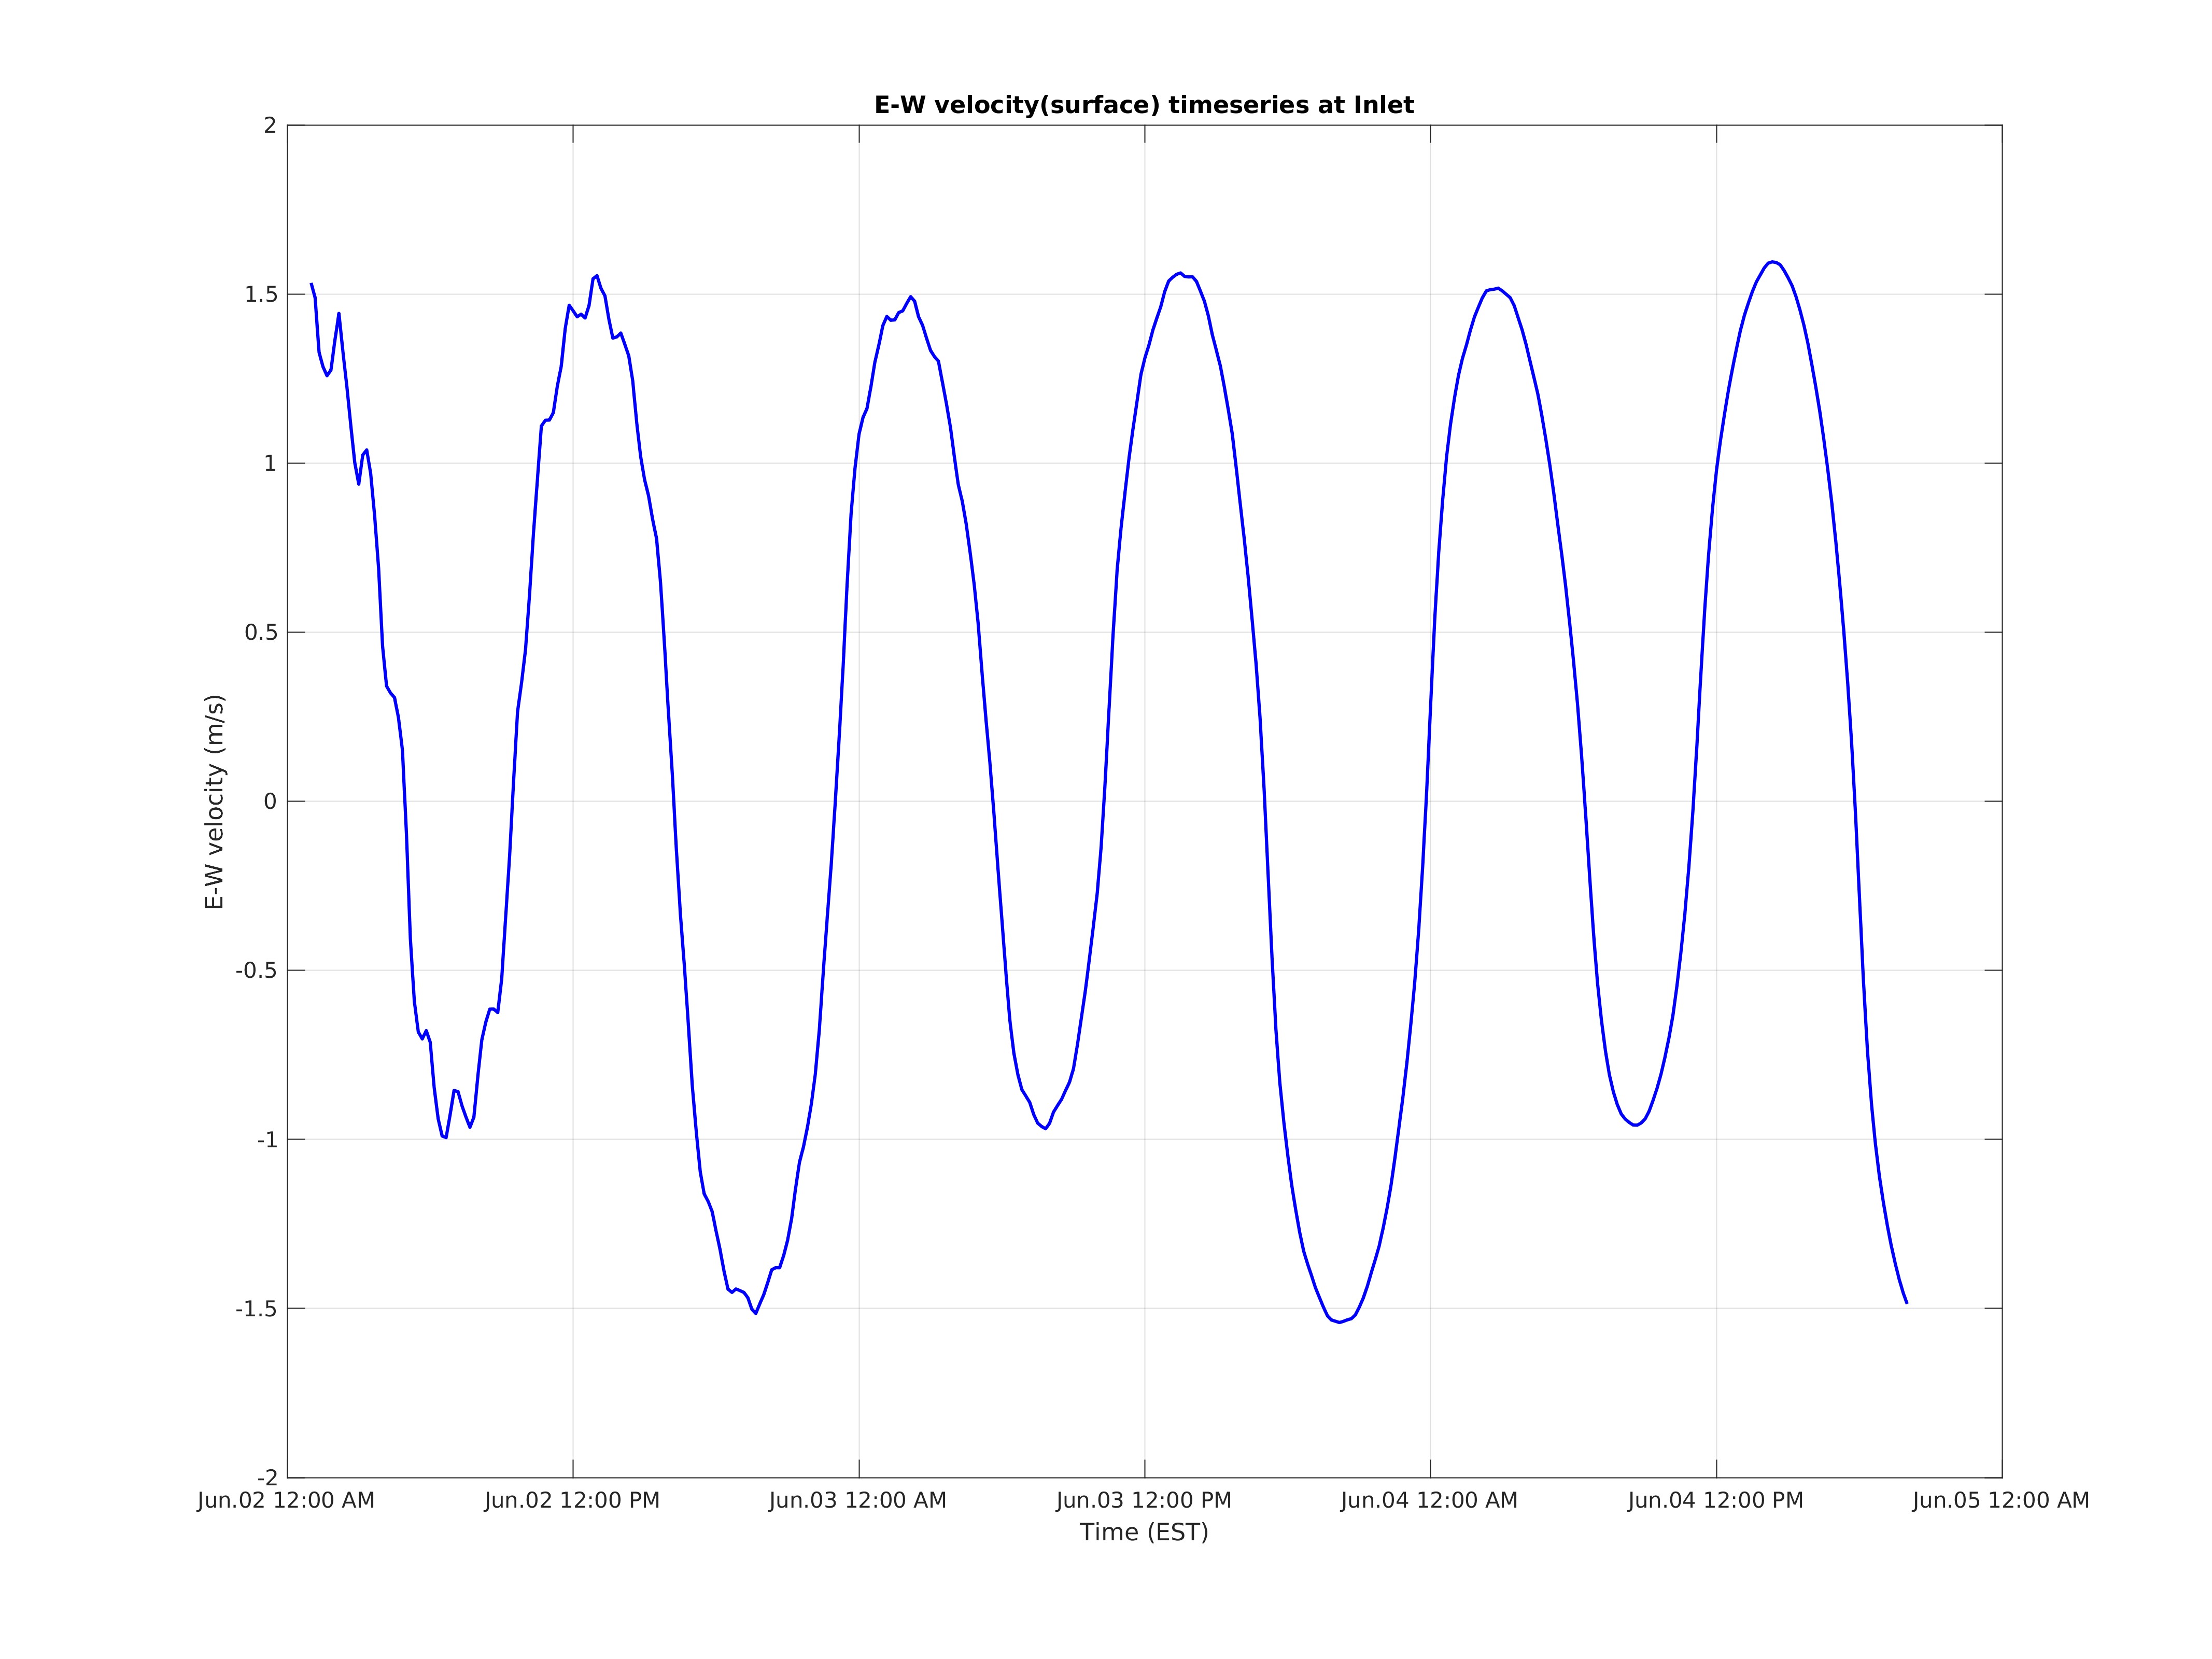 E-W velocity(surface) timeseries at Inlet
2
1.5
1
0.5
0
-0.5
-1
-1.5
-2
E-W velocity (m/s)
Jun.02 12:00 AM Jun.02 12:00 PM Jun.03 12:00 AM Jun.03 12:00 PM Jun.04 12:00 AM Jun.04 12:00 PM Jun.05 12:00 AM
Time (EST)